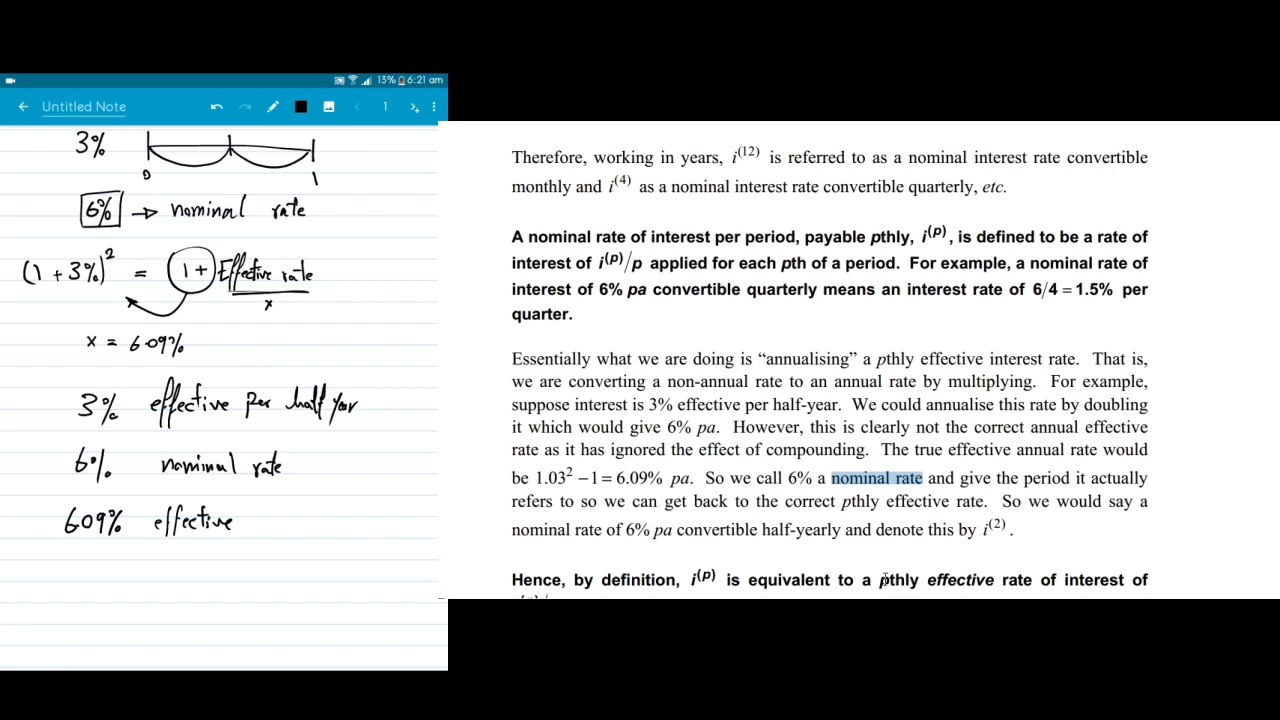 13% 6:21 am
Untitled Note
1
3%
0 1
6% → nominal rate
(1 + 3%)² = (1 +) Effective rate
x
x = 6.09%
3% effective per half year
6% nominal rate
6.09% effective
Therefore, working in years, i⁽¹²⁾ is referred to as a nominal interest rate convertible
monthly and i⁽⁴⁾ as a nominal interest rate convertible quarterly, etc.
A nominal rate of interest per period, payable pthly, i⁽ᵖ⁾, is defined to be a rate of
interest of i⁽ᵖ⁾/p applied for each pth of a period. For example, a nominal rate of
interest of 6% pa convertible quarterly means an interest rate of 6/4 = 1.5% per
quarter.
Essentially what we are doing is “annualising” a pthly effective interest rate. That is,
we are converting a non-annual rate to an annual rate by multiplying. For example,
suppose interest is 3% effective per half-year. We could annualise this rate by doubling
it which would give 6% pa. However, this is clearly not the correct annual effective
rate as it has ignored the effect of compounding. The true effective annual rate would
be 1.03² − 1 = 6.09% pa. So we call 6% a nominal rate and give the period it actually
refers to so we can get back to the correct pthly effective rate. So we would say a
nominal rate of 6% pa convertible half-yearly and denote this by i⁽²⁾.
Hence, by definition, i⁽ᵖ⁾ is equivalent to a pthly effective rate of interest of